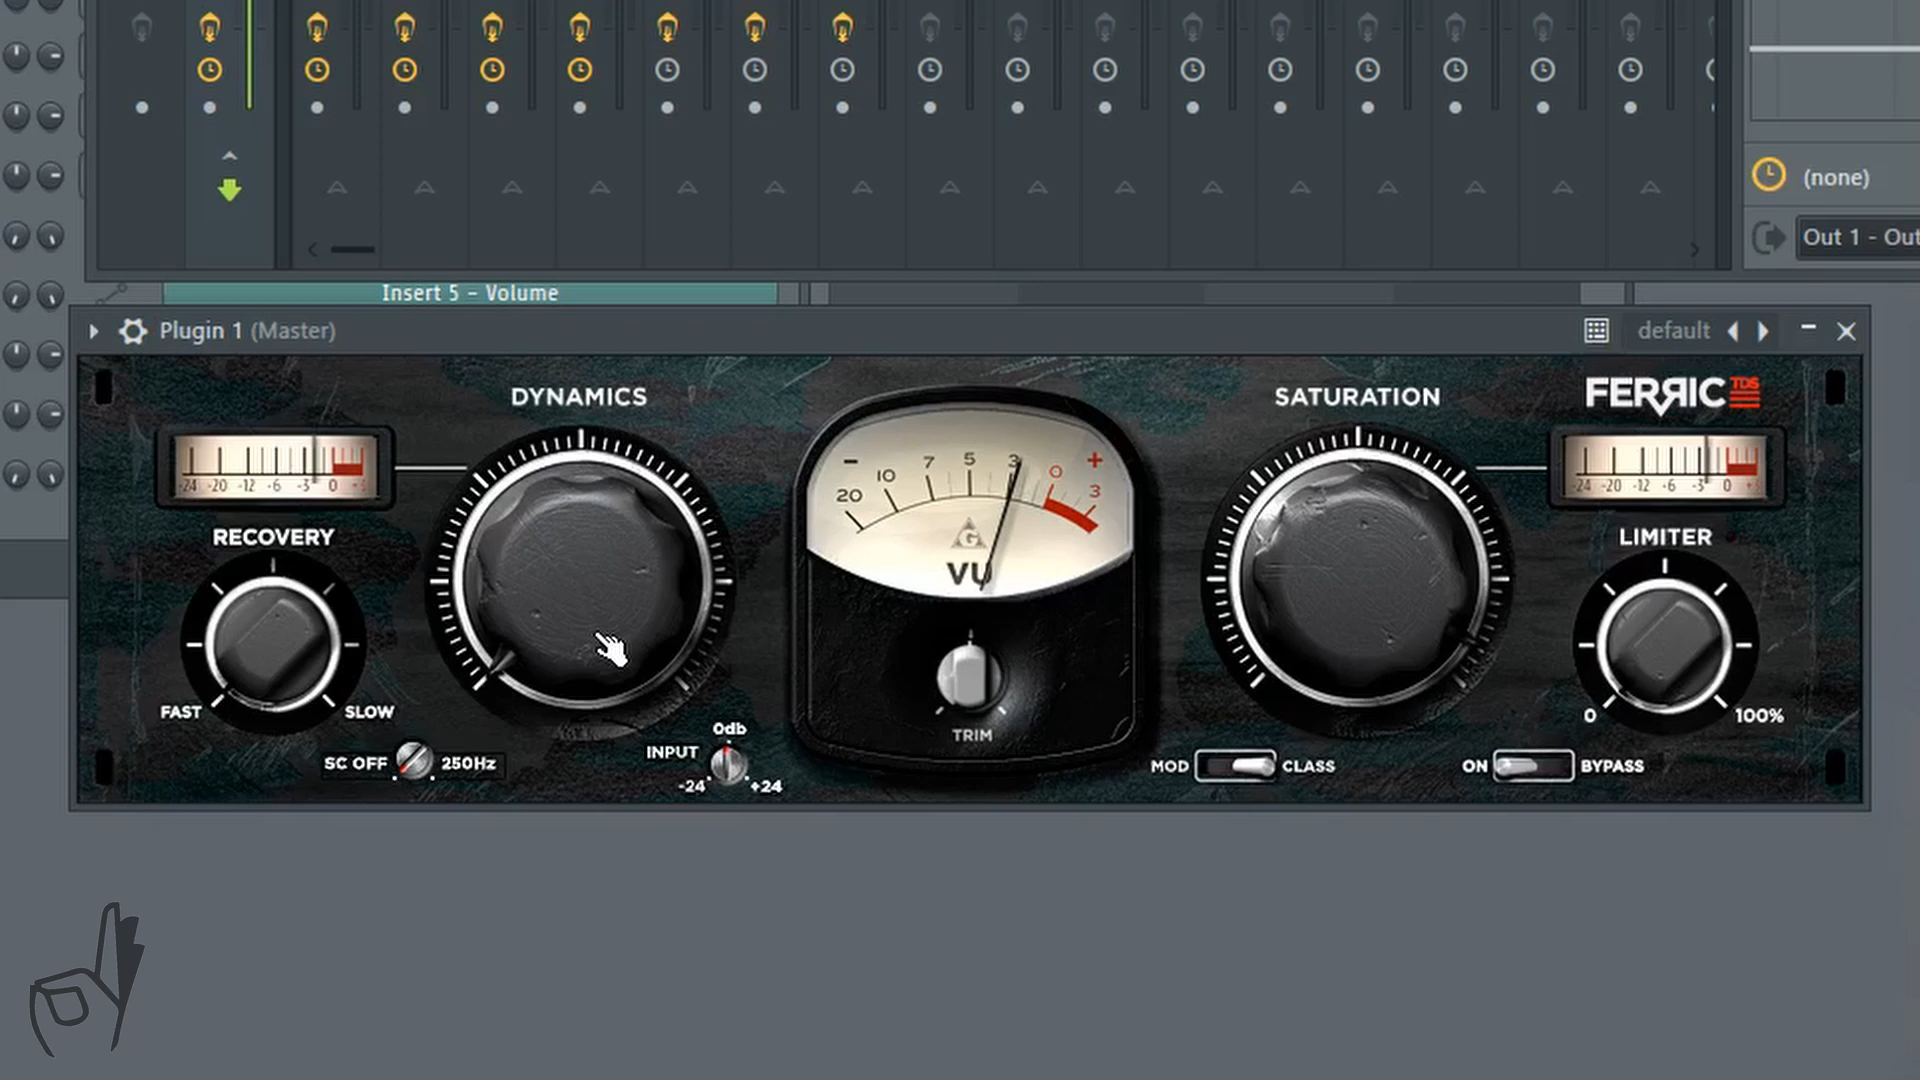 (none)
Out 1 - Out
Insert 5 - Volume
Plugin 1 (Master)
default
DYNAMICS
SATURATION
FERRIC TDS
-24 -20 -12 -6 -3 0
- 20 10 7 5 3 0 3 +
VU
G
-24 -20 -12 -6 -3 0
RECOVERY
LIMITER
FAST
SLOW
0
100%
TRIM
SC OFF
250Hz
INPUT
0db
-24
+24
MOD
CLASS
ON
BYPASS